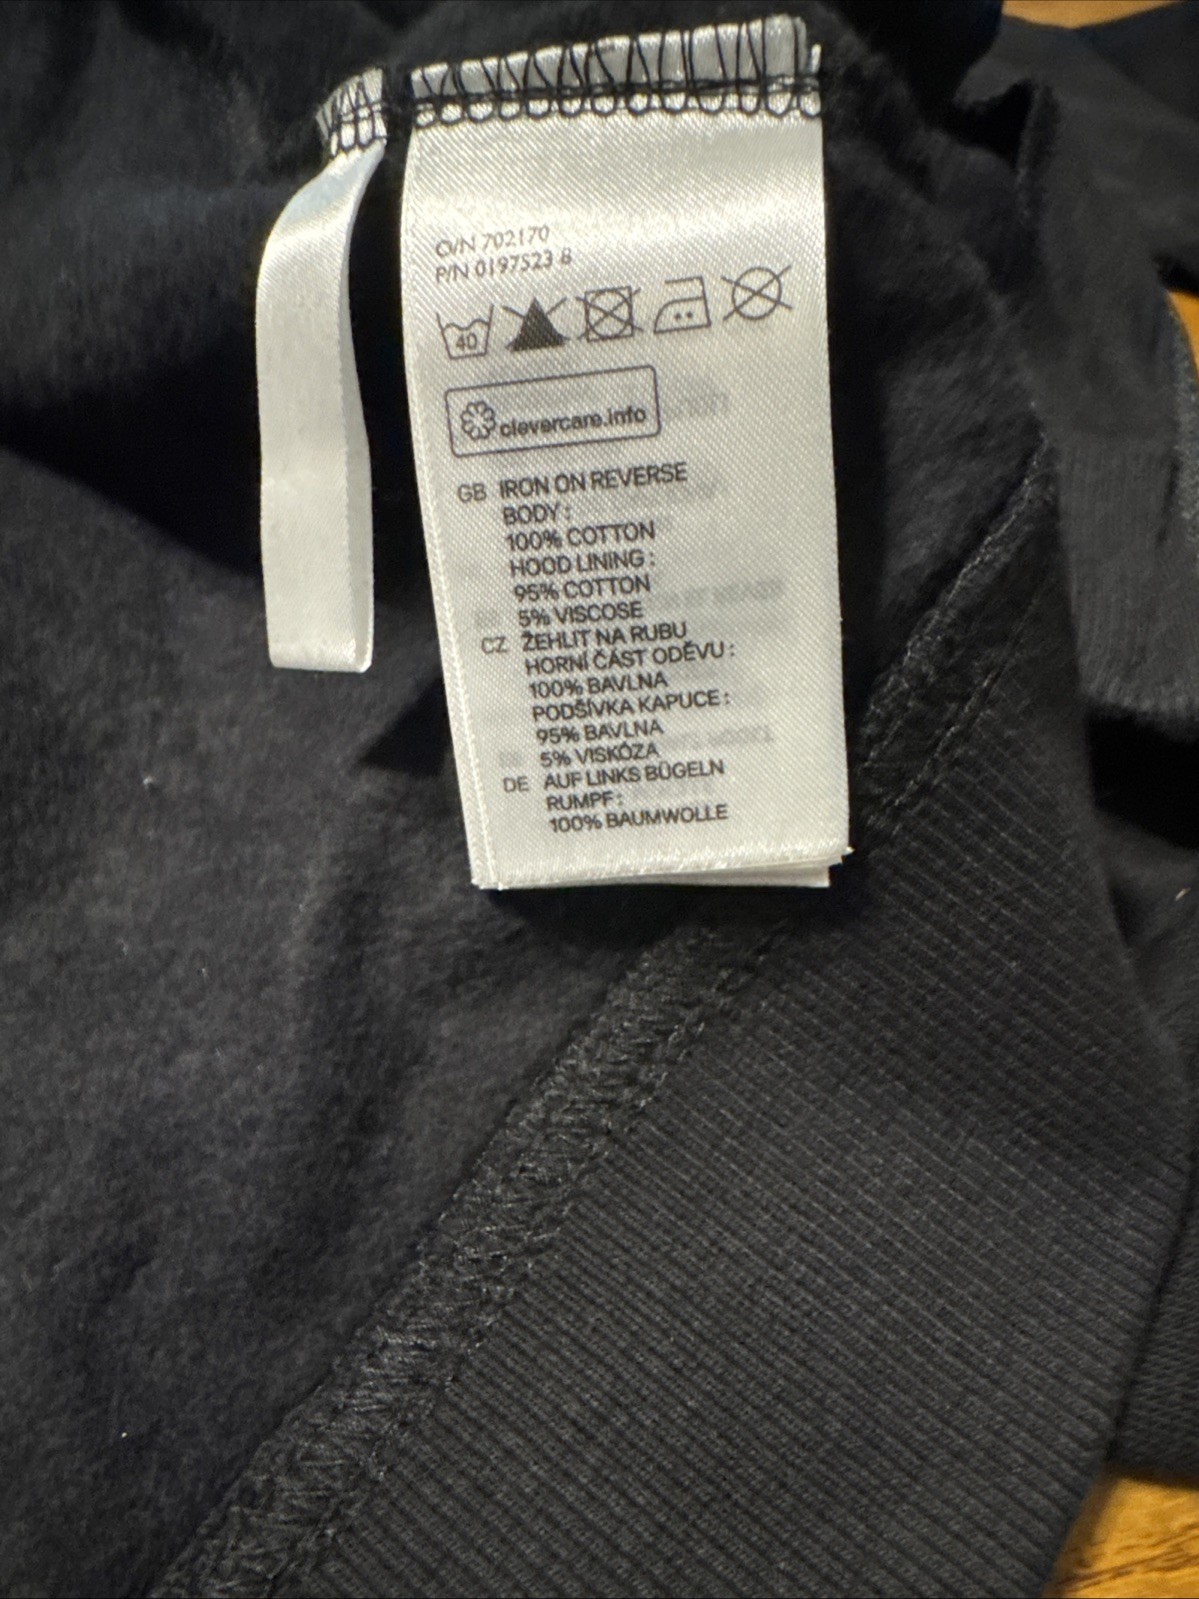 O/N 702170
P/N 0197523 8
40
clevercare.info
GB IRON ON REVERSE
BODY :
100% COTTON
HOOD LINING :
95% COTTON
5% VISCOSE
CZ ŽEHLIT NA RUBU
HORNÍ ČÁST ODĚVU :
100% BAVLNA
PODŠÍVKA KAPUCE :
95% BAVLNA
5% VISKÓZA
DE AUF LINKS BÜGELN
RUMPF :
100% BAUMWOLLE